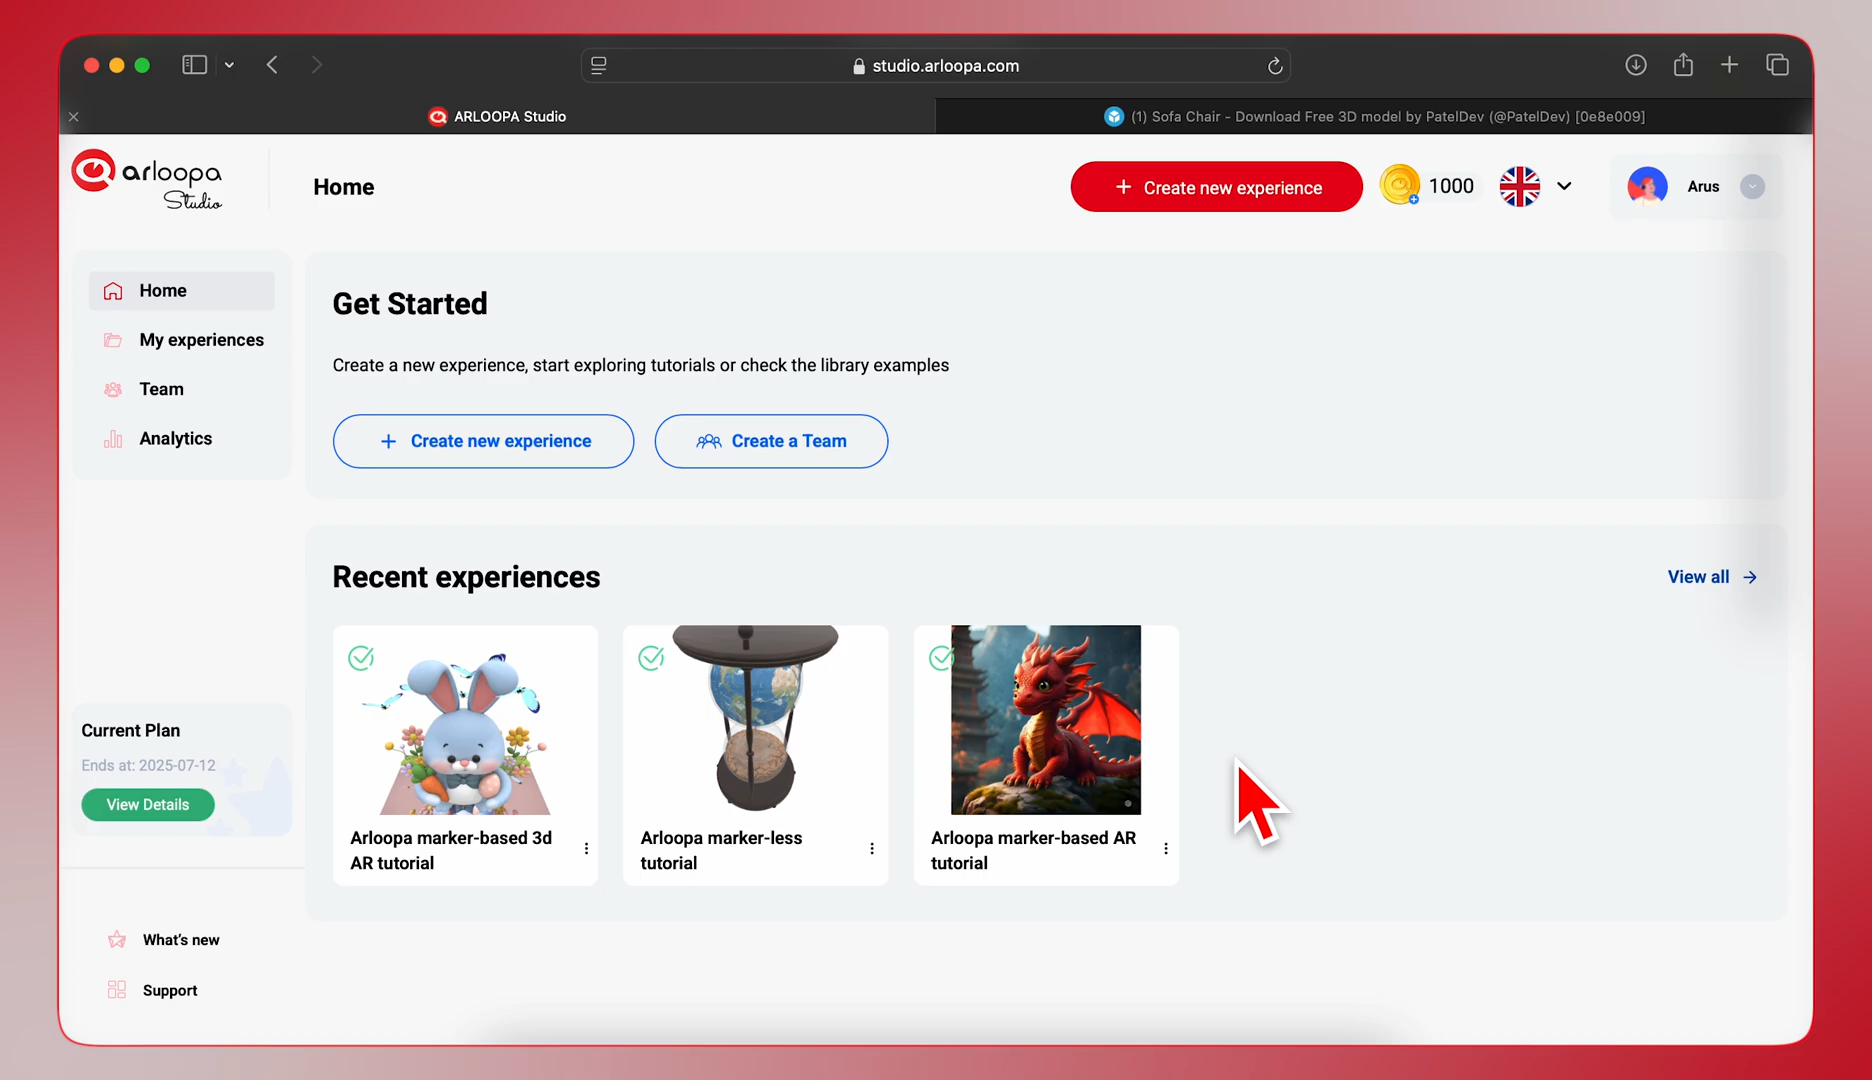 studio.arloopa.com
ARLOOPA Studio
(1) Sofa Chair - Download Free 3D model by PatelDev (@PatelDev) [0e8e009]
arloopa
Studio
Home
+ Create new experience
1000
Arus
Home
My experiences
Team
Analytics
Get Started
Create a new experience, start exploring tutorials or check the library examples
+ Create new experience
Create a Team
Recent experiences
View all
Arloopa marker-based 3d
AR tutorial
Arloopa marker-less
tutorial
Arloopa marker-based AR
tutorial
Current Plan
Ends at: 2025-07-12
View Details
What's new
Support